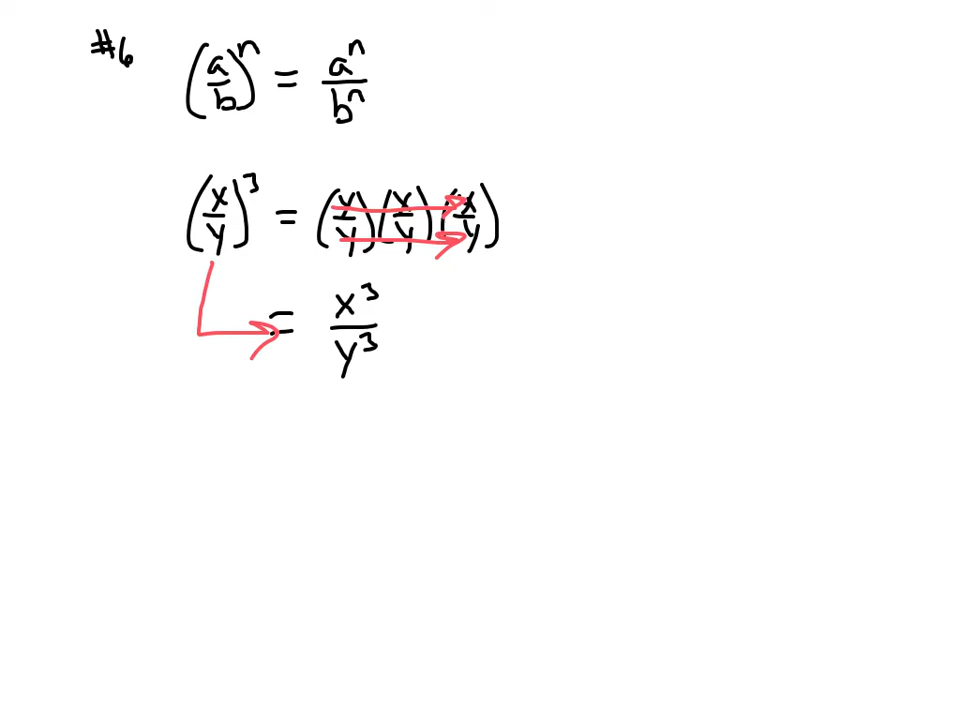 #6 (a/b)^n = a^n/b^n
(x/y)^3 = (x/y)(x/y)(x/y)
= x^3/y^3